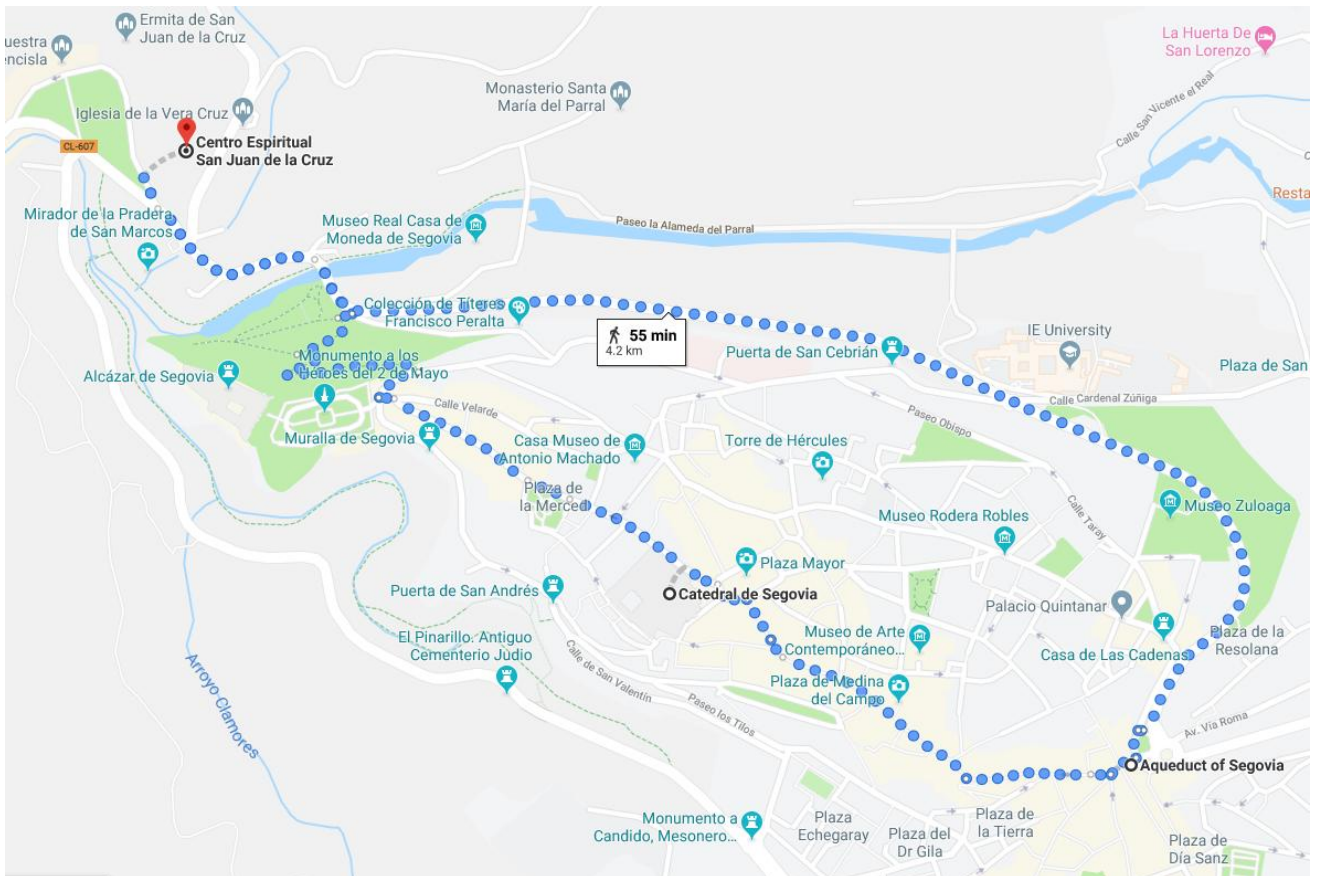 Ermita de San
Juan de la Cruz
uestra
encisla
La Huerta De
San Lorenzo
Monasterio Santa
María del Parral
Calle San Vicente el Real
Iglesia de la Vera Cruz
CL-607
Centro Espiritual
San Juan de la Cruz
Resta
Mirador de la Pradera
de San Marcos
Museo Real Casa de
Moneda de Segovia
Paseo la Alameda del Parral
Colección de Títeres
Francisco Peralta
55 min
4.2 km
IE University
Puerta de San Cebrián
Plaza de San
Monumento a los
Héroes del 2 de Mayo
Alcázar de Segovia
Calle Cardenal Zúñiga
Calle Velarde
Paseo Obispo
Muralla de Segovia
Casa Museo de
Antonio Machado
Torre de Hércules
Plaza de
la Merced
Calle Taray
Museo Zuloaga
Museo Rodera Robles
Plaza Mayor
Puerta de San Andrés
Catedral de Segovia
Palacio Quintanar
El Pinarillo. Antiguo
Cementerio Judío
Museo de Arte
Contemporáneo...
Plaza de la
Resolana
Casa de Las Cadenas
Arroyo Clamores
Calle de San Valentín
Plaza de Medina
del Campo
Paseo los Tilos
Av. Vía Roma
Aqueduct of Segovia
Monumento a
Candido, Mesonero...
Plaza
Echegaray
Plaza del
Dr Gila
Plaza de
la Tierra
Plaza de
Día Sanz